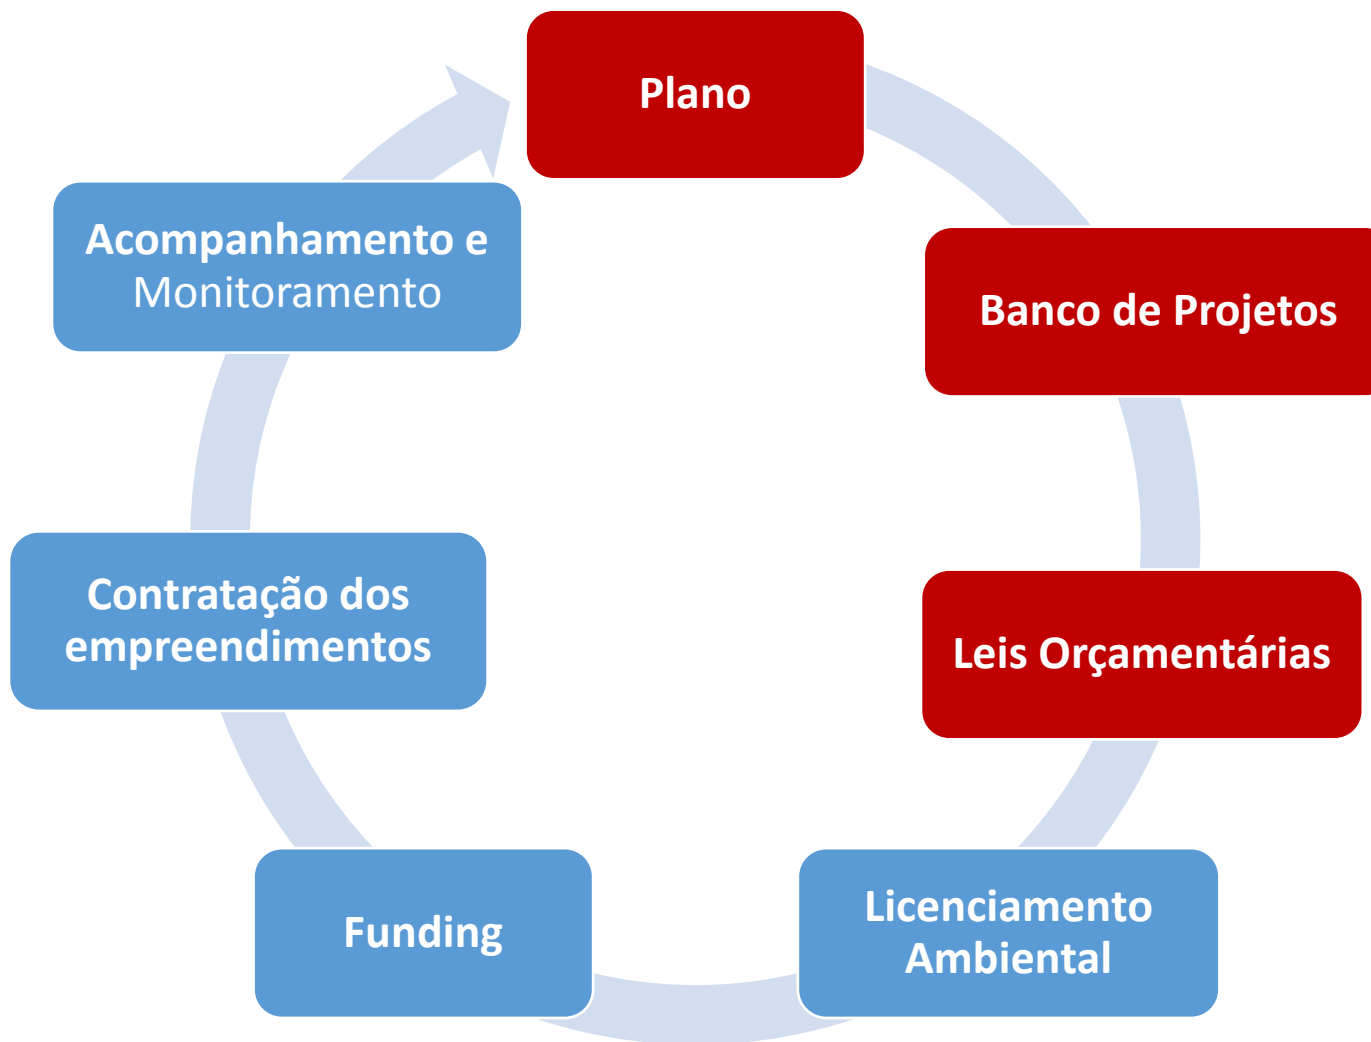 Plano
Banco de Projetos
Leis Orçamentárias
Licenciamento
Ambiental
Funding
Contratação dos
empreendimentos
Acompanhamento e
Monitoramento